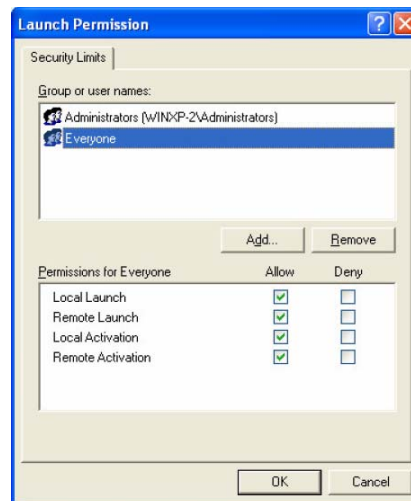 Launch Permission
Security Limits
Group or user names:
Administrators (WINXP-2\Administrators)
Everyone
Add... Remove
Permissions for Everyone Allow Deny
Local Launch
Remote Launch
Local Activation
Remote Activation
OK Cancel